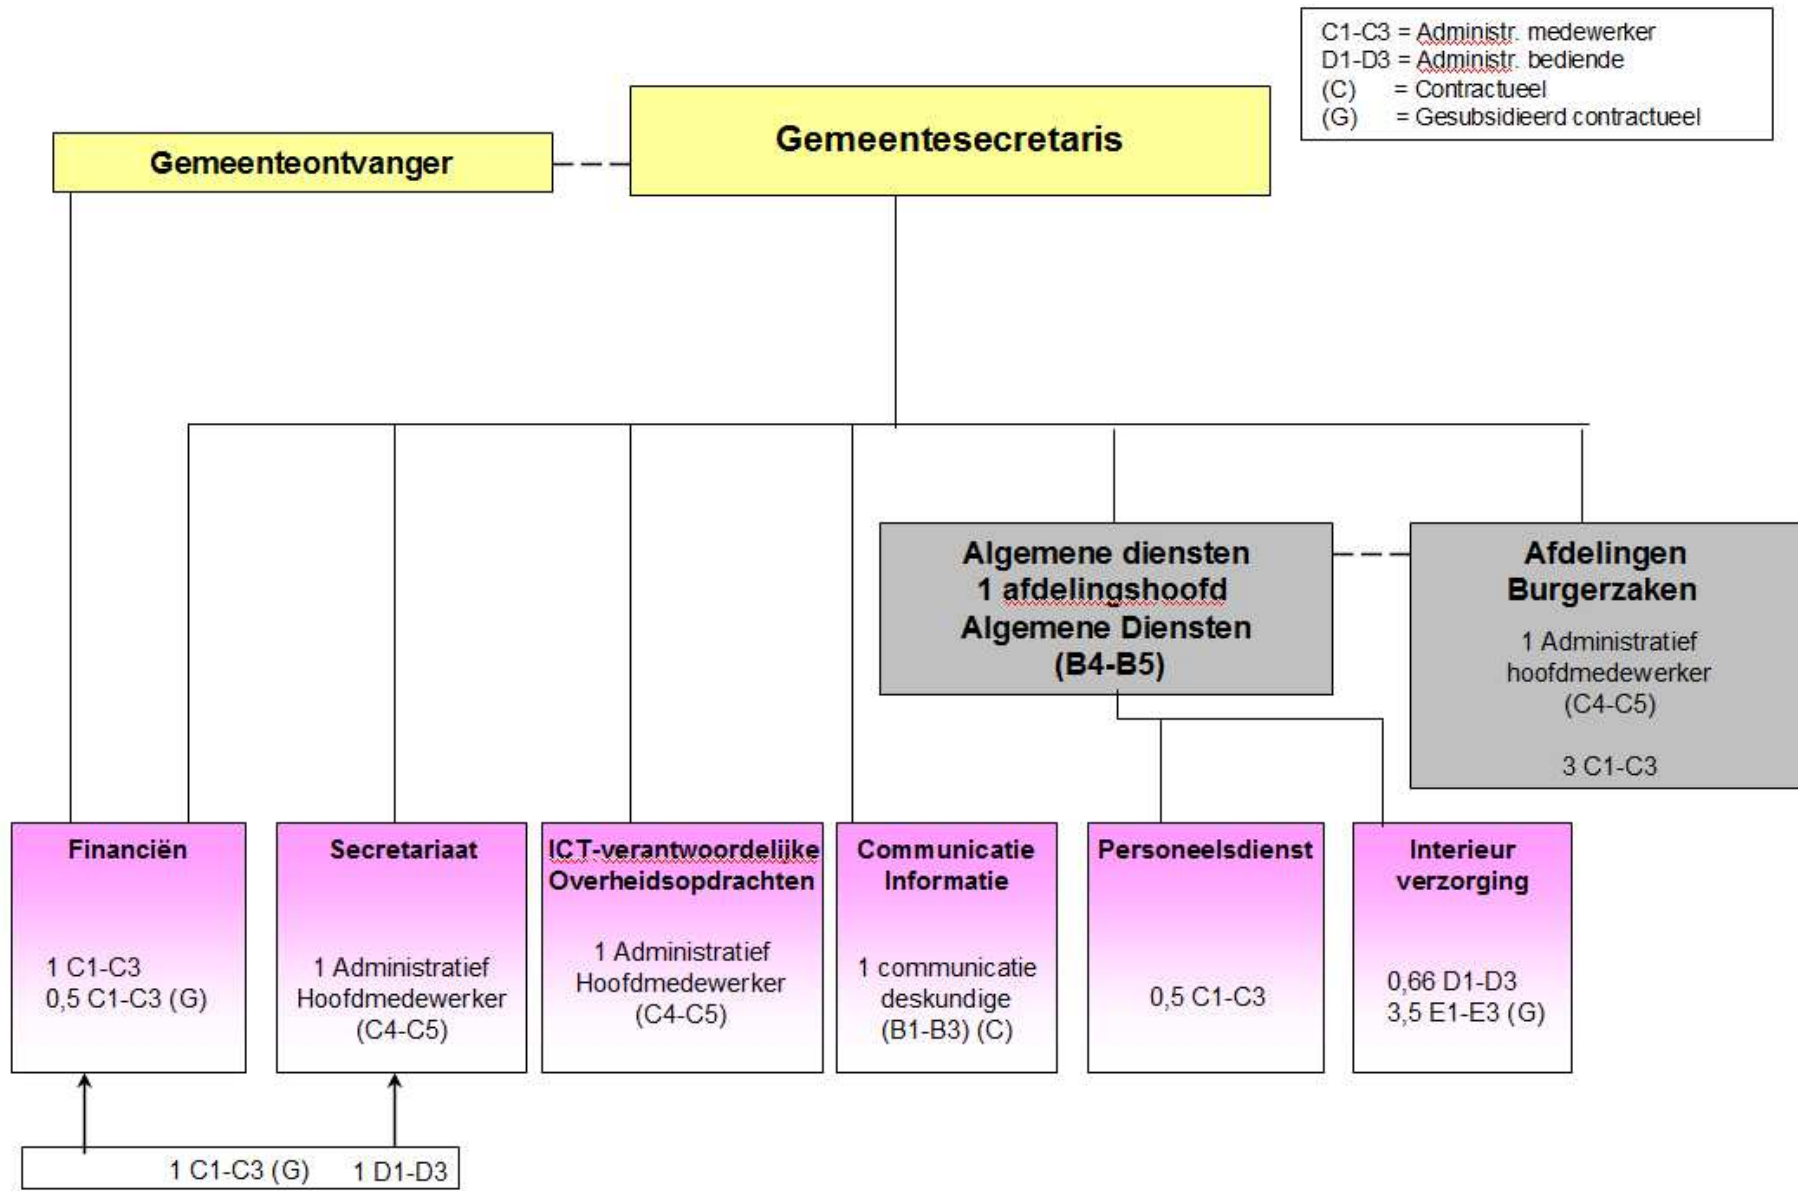 C1-C3 = Administr. medewerker
D1-D3 = Administr. bediende
(C) = Contractueel
(G) = Gesubsidieerd contractueel
Gemeentesecretaris
Gemeenteontvanger
Algemene diensten
1 afdelingshoofd
Algemene Diensten
(B4-B5)
Afdelingen
Burgerzaken
1 Administratief
hoofdmedewerker
(C4-C5)
3 C1-C3
Financiën
1 C1-C3
0,5 C1-C3 (G)
Secretariaat
1 Administratief
Hoofdmedewerker
(C4-C5)
ICT-verantwoordelijke
Overheidsopdrachten
1 Administratief
Hoofdmedewerker
(C4-C5)
Communicatie
Informatie
1 communicatie
deskundige
(B1-B3) (C)
Personeelsdienst
0,5 C1-C3
Interieur
verzorging
0,66 D1-D3
3,5 E1-E3 (G)
1 C1-C3 (G) 1 D1-D3